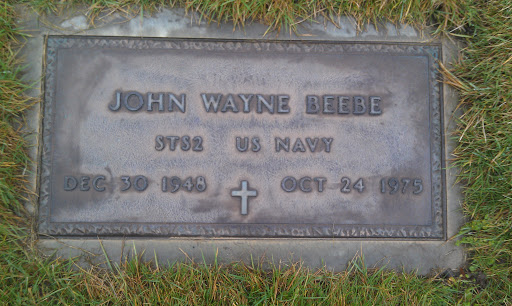 JOHN WAYNE BEEBE
STS2 US NAVY
DEC 30 1948 OCT 24 1975